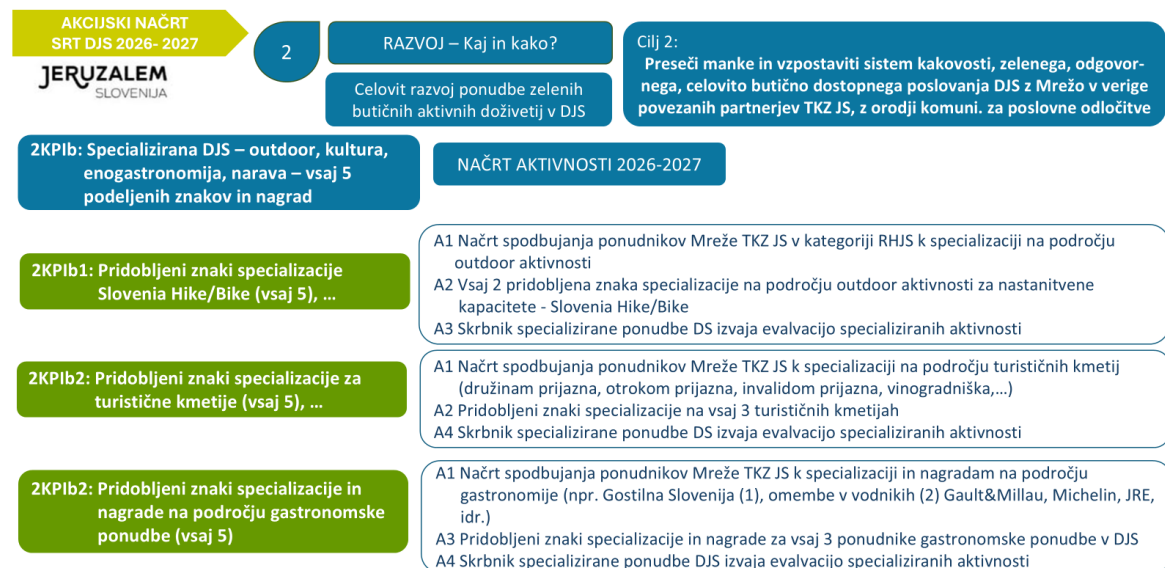 AKCIJSKI NAČRT
SRT DJS 2026- 2027
JERUZALEM
SLOVENIJA
2
RAZVOJ – Kaj in kako?
Celovit razvoj ponudbe zelenih
butičnih aktivnih doživetij v DJS
Cilj 2:
Preseči manke in vzpostaviti sistem kakovosti, zelenega, odgovor-
nega, celovito butično dostopnega poslovanja DJS z Mrežo v verige
povezanih partnerjev TKZ JS, z orodji komuni. za poslovne odločitve
2KPIb: Specializirana DJS – outdoor, kultura,
enogastronomija, narava – vsaj 5
podeljenih znakov in nagrad
NAČRT AKTIVNOSTI 2026-2027
2KPIb1: Pridobljeni znaki specializacije
Slovenia Hike/Bike (vsaj 5), …
A1 Načrt spodbujanja ponudnikov Mreže TKZ JS v kategoriji RHJS k specializaciji na področju
outdoor aktivnosti
A2 Vsaj 2 pridobljena znaka specializacije na področju outdoor aktivnosti za nastanitvene
kapacitete - Slovenia Hike/Bike
A3 Skrbnik specializirane ponudbe DS izvaja evalvacijo specializiranih aktivnosti
2KPIb2: Pridobljeni znaki specializacije za
turistične kmetije (vsaj 5), …
A1 Načrt spodbujanja ponudnikov Mreže TKZ JS k specializaciji na področju turističnih kmetij
(družinam prijazna, otrokom prijazna, invalidom prijazna, vinogradniška,…)
A2 Pridobljeni znaki specializacije na vsaj 3 turističnih kmetijah
A4 Skrbnik specializirane ponudbe DS izvaja evalvacijo specializiranih aktivnosti
2KPIb2: Pridobljeni znaki specializacije in
nagrade na področju gastronomske
ponudbe (vsaj 5)
A1 Načrt spodbujanja ponudnikov Mreže TKZ JS k specializaciji in nagradam na področju
gastronomije (npr. Gostilna Slovenija (1), omembe v vodnikih (2) Gault&Millau, Michelin, JRE,
idr.)
A3 Pridobljeni znaki specializacije in nagrade za vsaj 3 ponudnike gastronomske ponudbe v DJS
A4 Skrbnik specializirane ponudbe DJS izvaja evalvacijo specializiranih aktivnosti